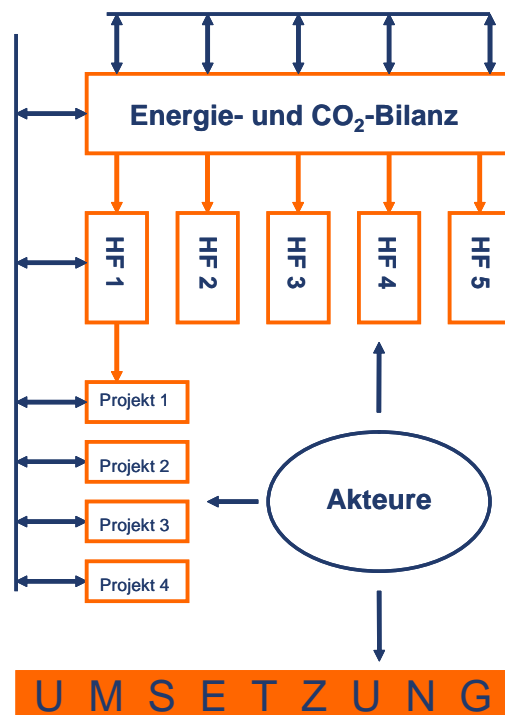 Energie- und CO₂-Bilanz
HF 1
HF 2
HF 3
HF 4
HF 5
Projekt 1
Projekt 2
Projekt 3
Projekt 4
Akteure
UMSETZUNG